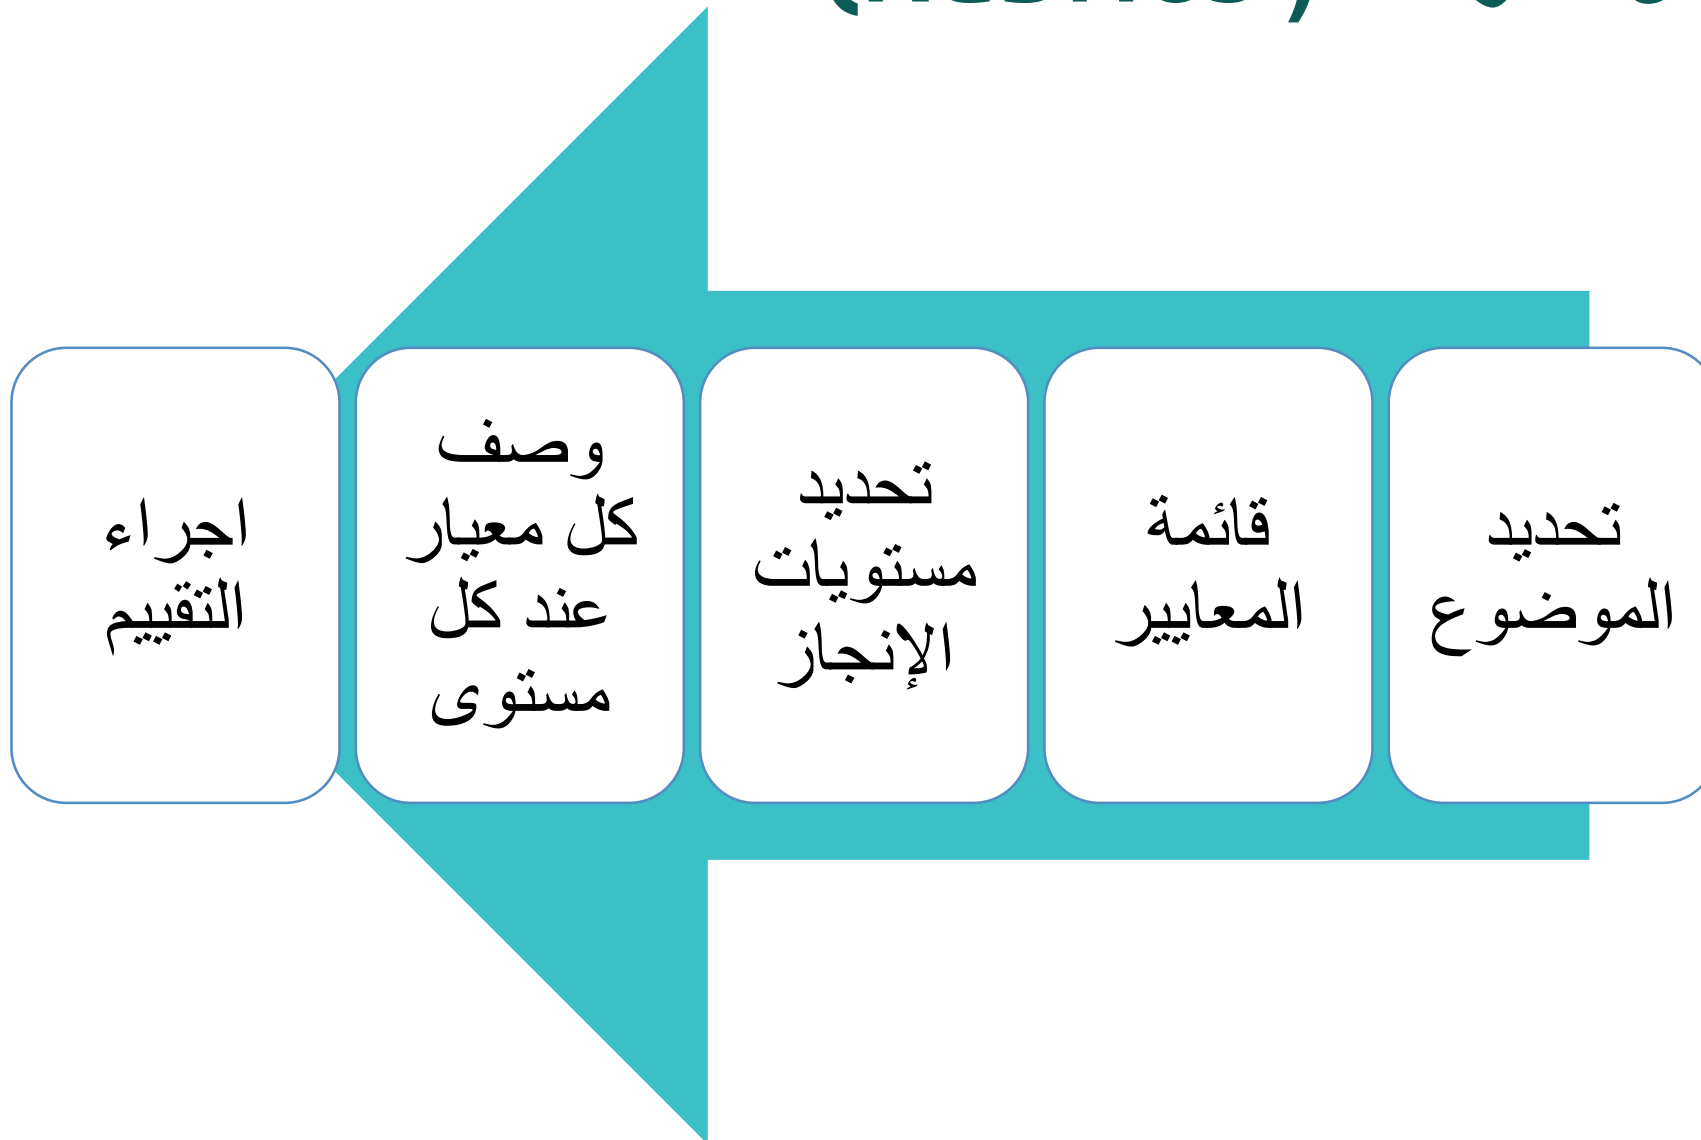 تحديد
الموضوع
قائمة
المعايير
تحديد
مستويات
الإنجاز
وصف
كل معيار
عند كل
مستوى
اجراء
التقييم